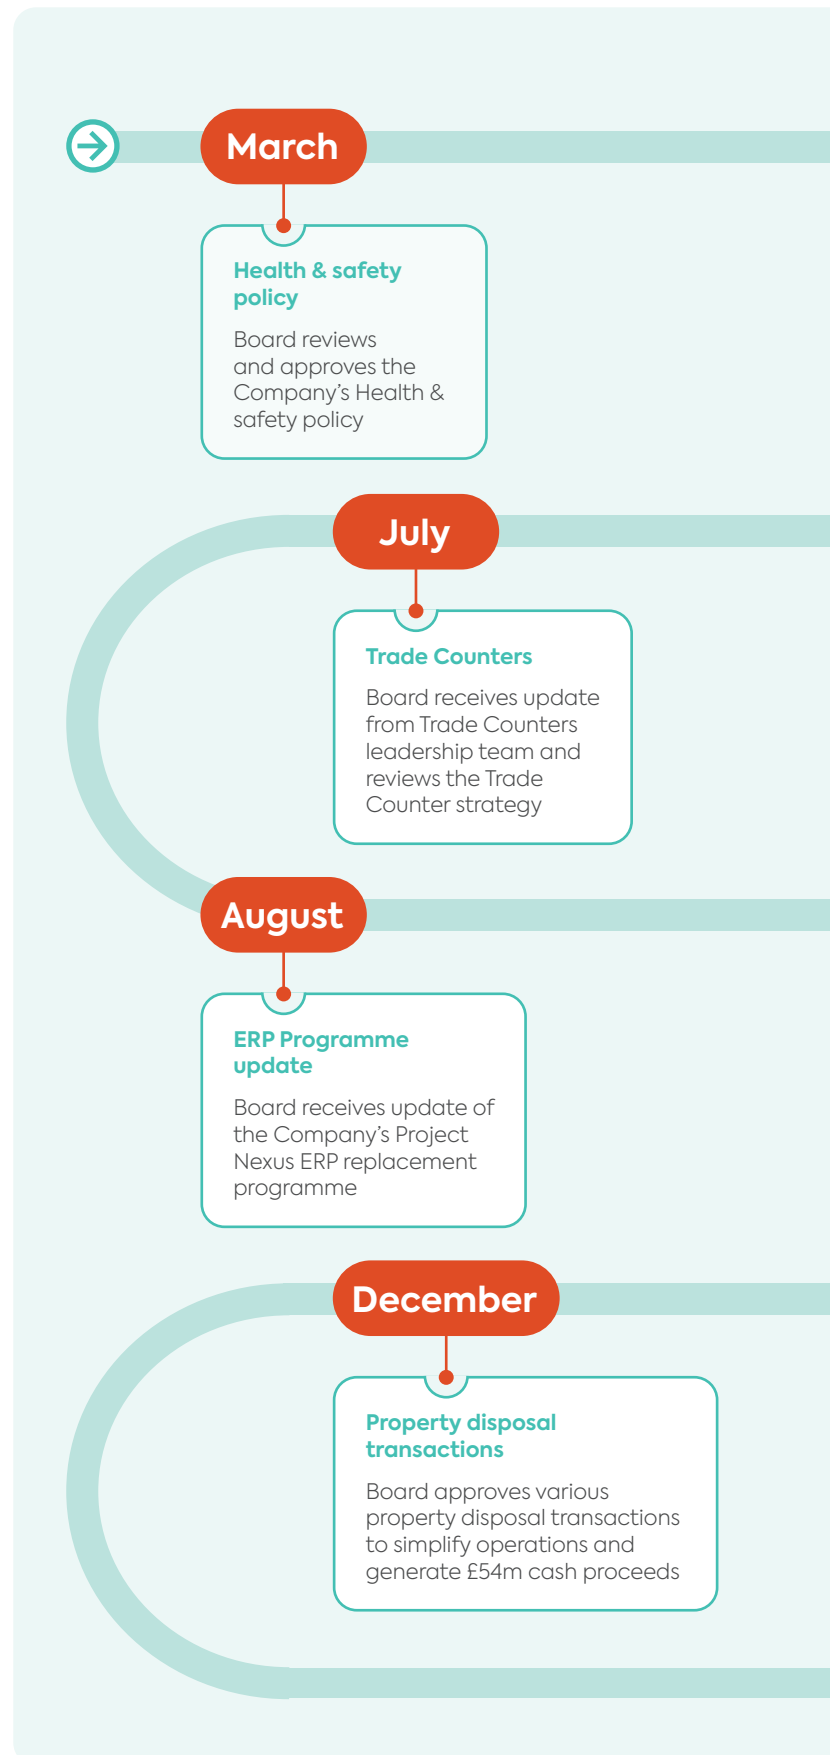 March
Health & safety
policy
Board reviews
and approves the
Company's Health &
safety policy
July
Trade Counters
Board receives update
from Trade Counters
leadership team and
reviews the Trade
Counter strategy
August
ERP Programme
update
Board receives update of
the Company's Project
Nexus ERP replacement
programme
December
Property disposal
transactions
Board approves various
property disposal transactions
to simplify operations and
generate £54m cash proceeds